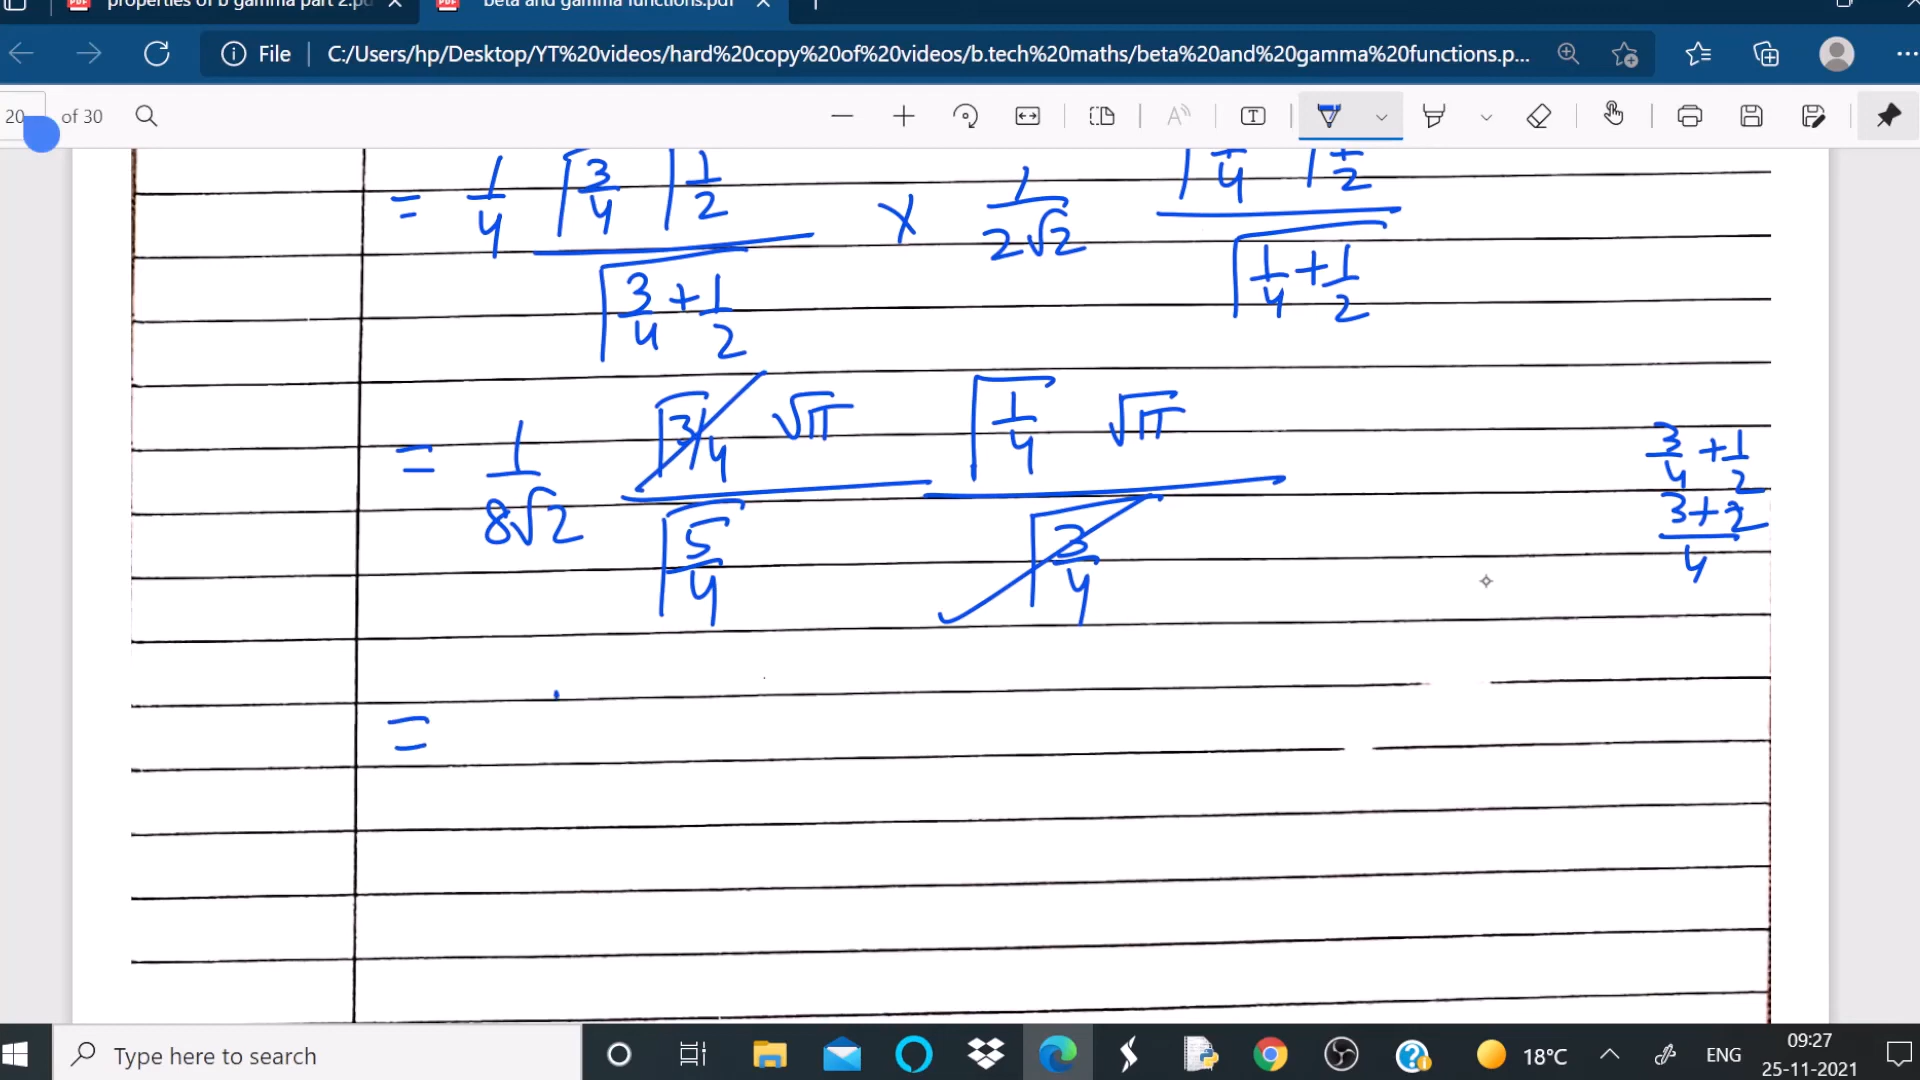 properties of b gamma part 2.pd
beta and gamma functions.pdf
File C:/Users/hp/Desktop/YT%20videos/hard%20copy%20of%20videos/b.tech%20maths/beta%20and%20gamma%20functions.p...
20 of 30
= 1/4 Γ3/4 Γ1/2 / Γ3/4+1/2 × 1/2√2 Γ1/4 Γ1/2 / Γ1/4+1/2
= 1/8√2 Γ3/4 √π / Γ5/4 Γ1/4 √π / Γ3/4
3/4 + 1/2
3+2/4
=
Type here to search
18°C ENG 09:27
25-11-2021